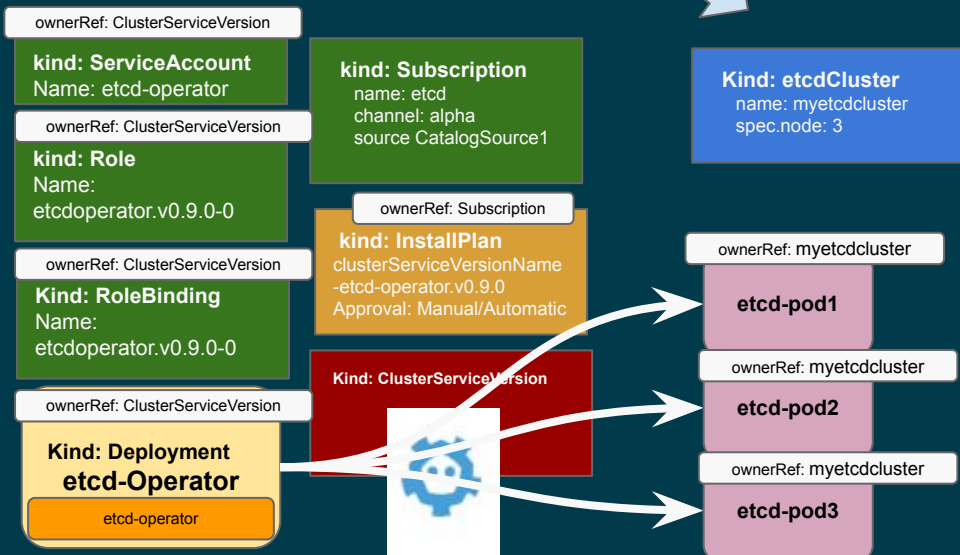 ownerRef: ClusterServiceVersion
kind: ServiceAccount
Name: etcd-operator
ownerRef: ClusterServiceVersion
kind: Role
Name:
etcdoperator.v0.9.0-0
ownerRef: ClusterServiceVersion
Kind: RoleBinding
Name:
etcdoperator.v0.9.0-0
ownerRef: ClusterServiceVersion
Kind: Deployment
etcd-Operator
etcd-operator
kind: Subscription
name: etcd
channel: alpha
source CatalogSource1
ownerRef: Subscription
kind: InstallPlan
clusterServiceVersionName
-etcd-operator.v0.9.0
Approval: Manual/Automatic
Kind: ClusterServiceVersion
Kind: etcdCluster
name: myetcdcluster
spec.node: 3
ownerRef: myetcdcluster
etcd-pod1
ownerRef: myetcdcluster
etcd-pod2
ownerRef: myetcdcluster
etcd-pod3